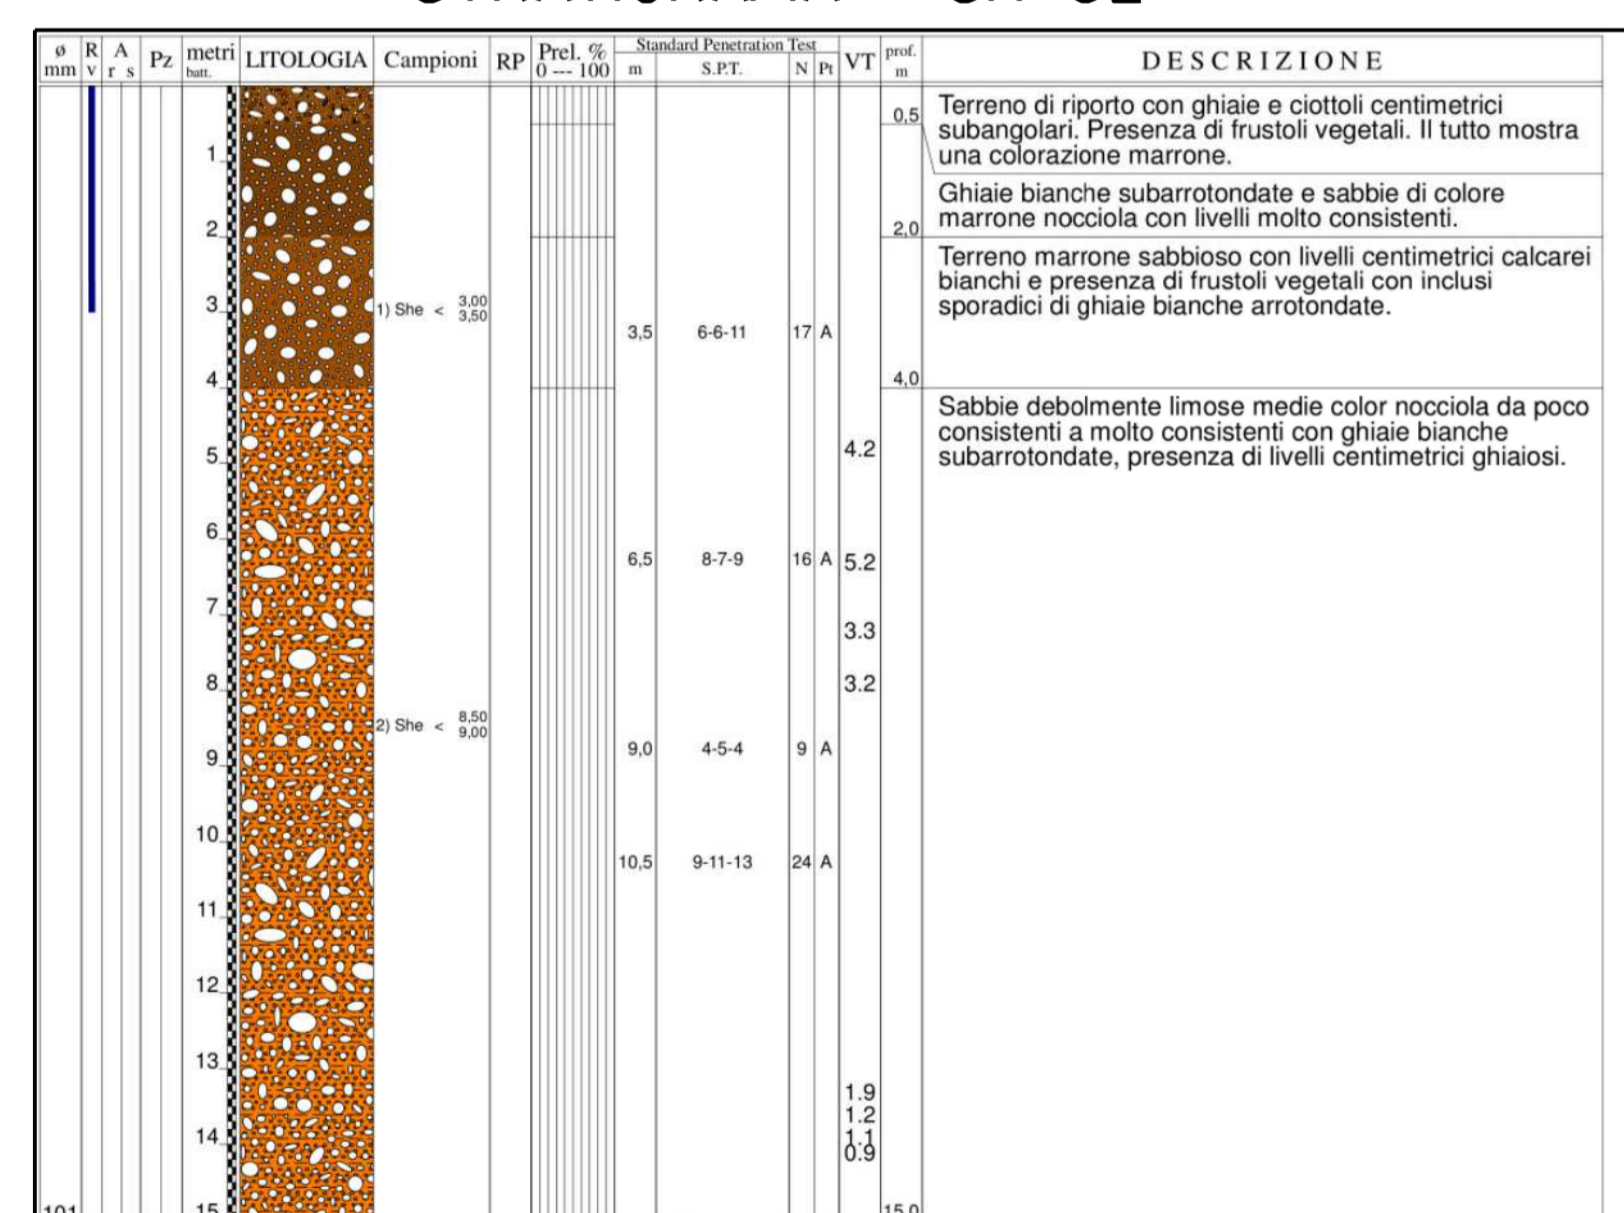 ø mm R v A r s Pz metri batt. LITOLOGIA Campioni RP Prel. % 0 --- 100 Standard Penetration Test m S.P.T. N Pt VT prof. m DESCRIZIONE
0,5
Terreno di riporto con ghiaie e ciottoli centimetrici
subangolari. Presenza di frustoli vegetali. Il tutto mostra
una colorazione marrone.
1
Ghiaie bianche subarrotondate e sabbie di colore
marrone nocciola con livelli molto consistenti.
2 2,0
Terreno marrone sabbioso con livelli centimetrici calcarei
bianchi e presenza di frustoli vegetali con inclusi
sporadici di ghiaie bianche arrotondate.
3 1) She < 3,00 3,50
3,5 6-6-11 17 A
4 4,0
Sabbie debolmente limose medie color nocciola da poco
consistenti a molto consistenti con ghiaie bianche
subarrotondate, presenza di livelli centimetrici ghiaiosi.
4.2
5
6
6,5 8-7-9 16 A 5.2
7
3.3
8 3.2
2) She < 8,50 9,00
9 9,0 4-5-4 9 A
10
10,5 9-11-13 24 A
11
12
13
1.9
1.2
14 1.1
0.9
101 15 15,0